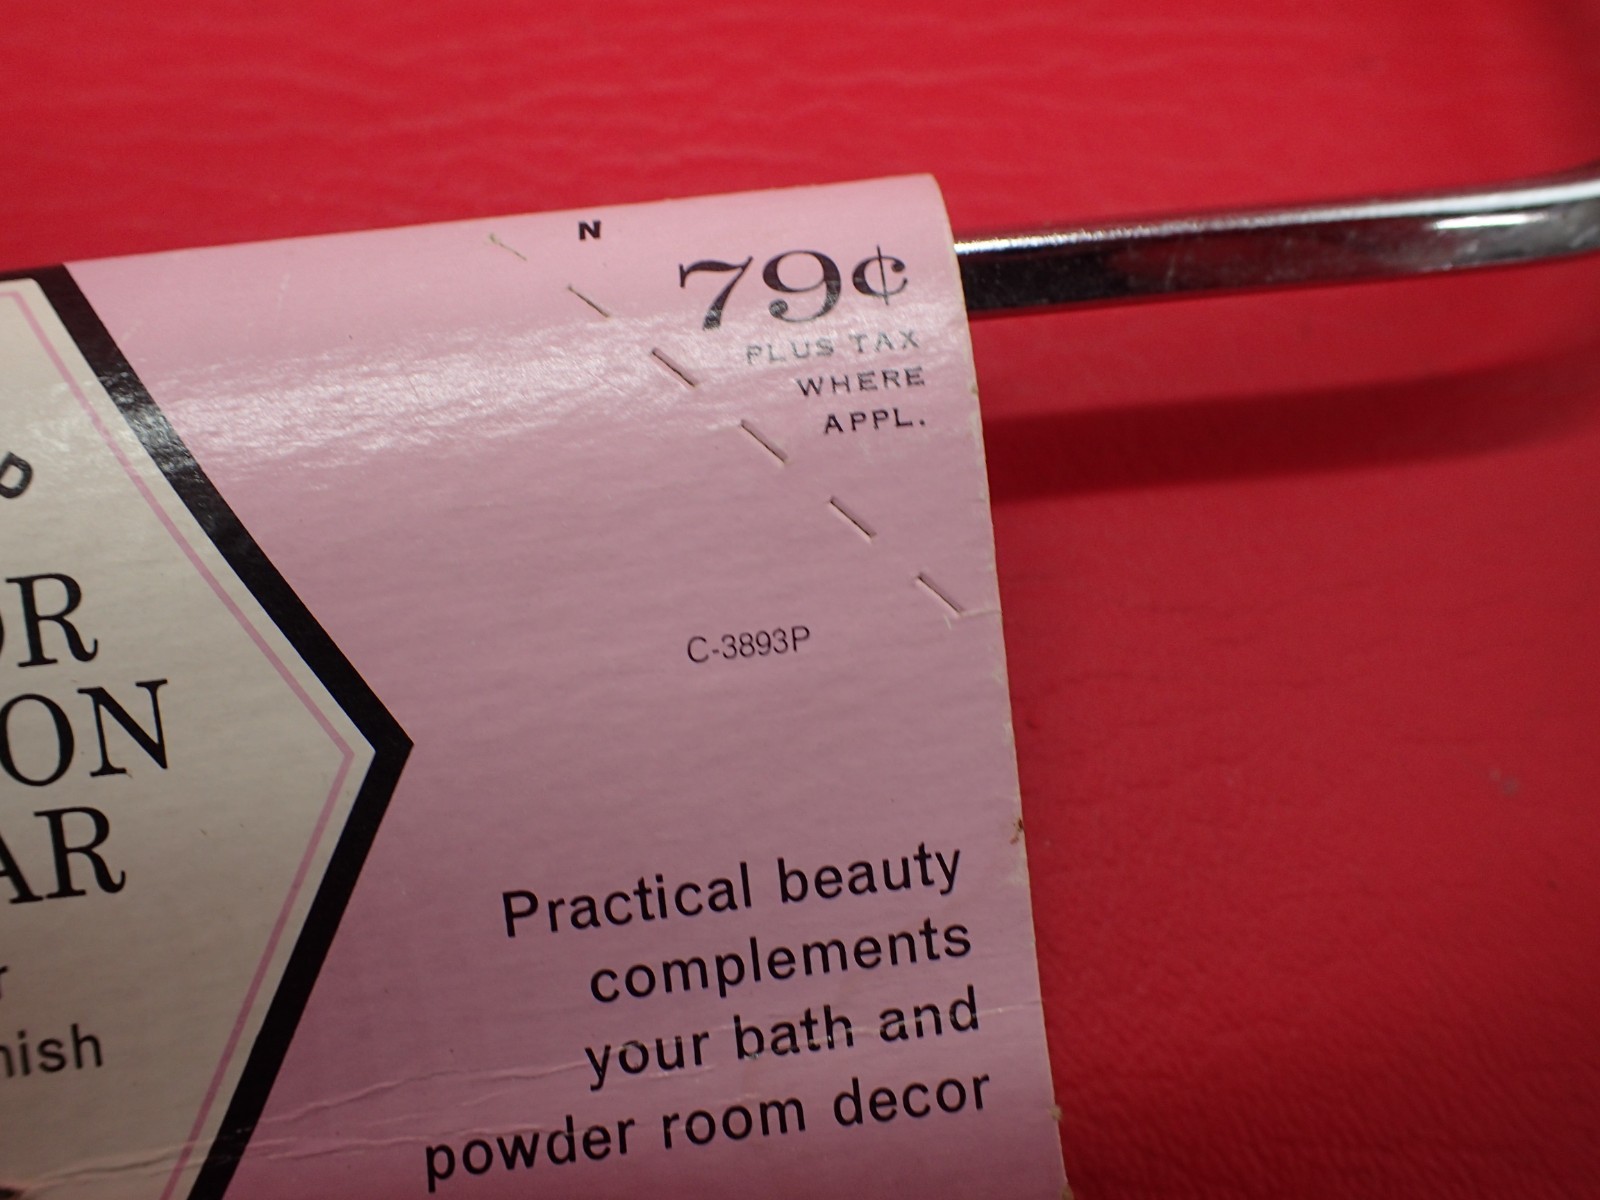 N
79¢
PLUS TAX
WHERE
APPL.
C-3893P
OR
ON
AR
r
nish
Practical beauty
complements
your bath and
powder room decor